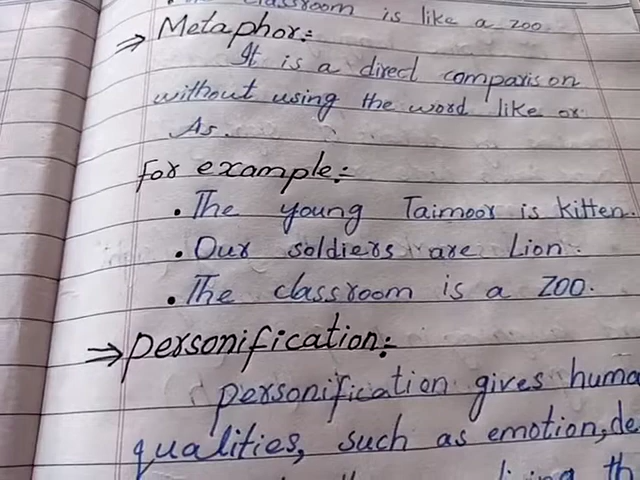 classroom is like a zoo.
⇒ Metaphor:
It is a direct comparison
without using the word like or
As.
for example:
• The young Taimoor is kitten.
• Our soldiers are Lion.
• The classroom is a ZOO.
⇒ personification:
personification gives huma
qualities, such as emotion, de
living th